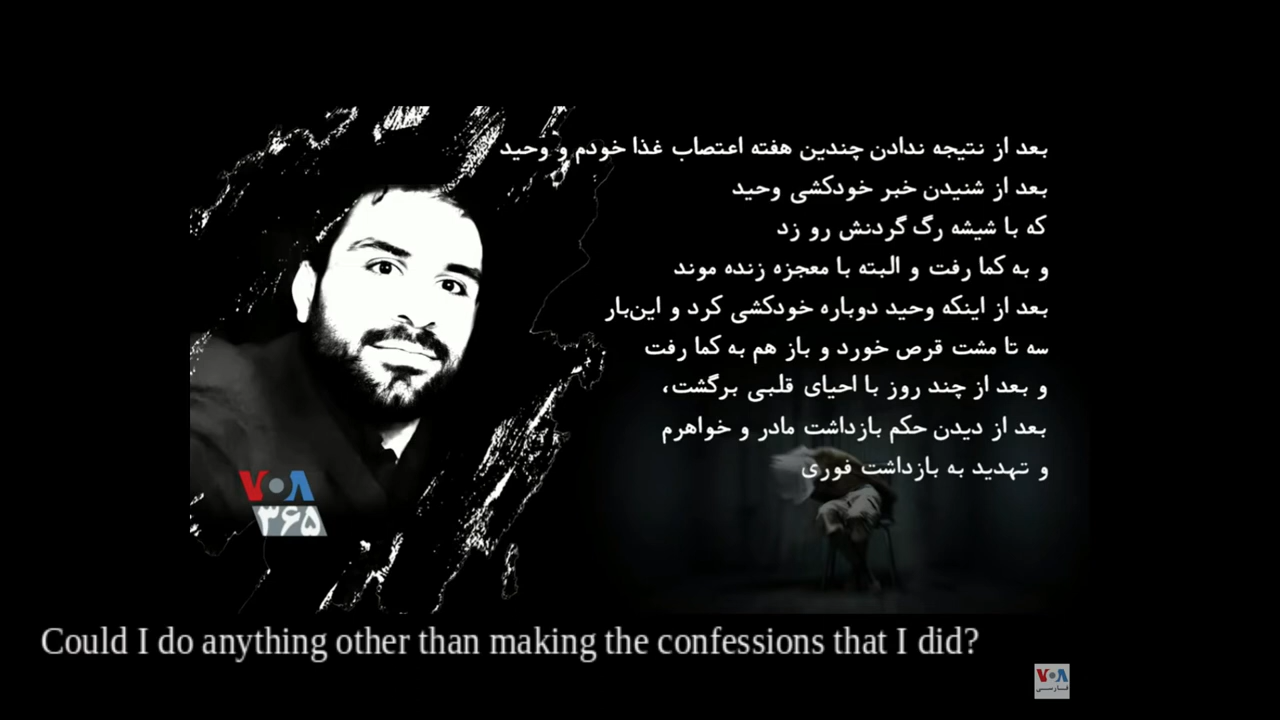 بعد از نتیجه ندادن چندین هفته اعتصاب غذا خودم و وحید
بعد از شنیدن خبر خودکشی وحید
که با شیشه رگ گردنش رو زد
و به کما رفت و البته با معجزه زنده موند
بعد از اینکه وحید دوباره خودکشی کرد و این‌بار
سه تا مشت قرص خورد و باز هم به کما رفت
و بعد از چند روز با احیای قلبی برگشت،
بعد از دیدن حکم بازداشت مادر و خواهرم
و تهدید به بازداشت فوری
VOA
۳۶۵
Could I do anything other than making the confessions that I did?
VOA
فارسی